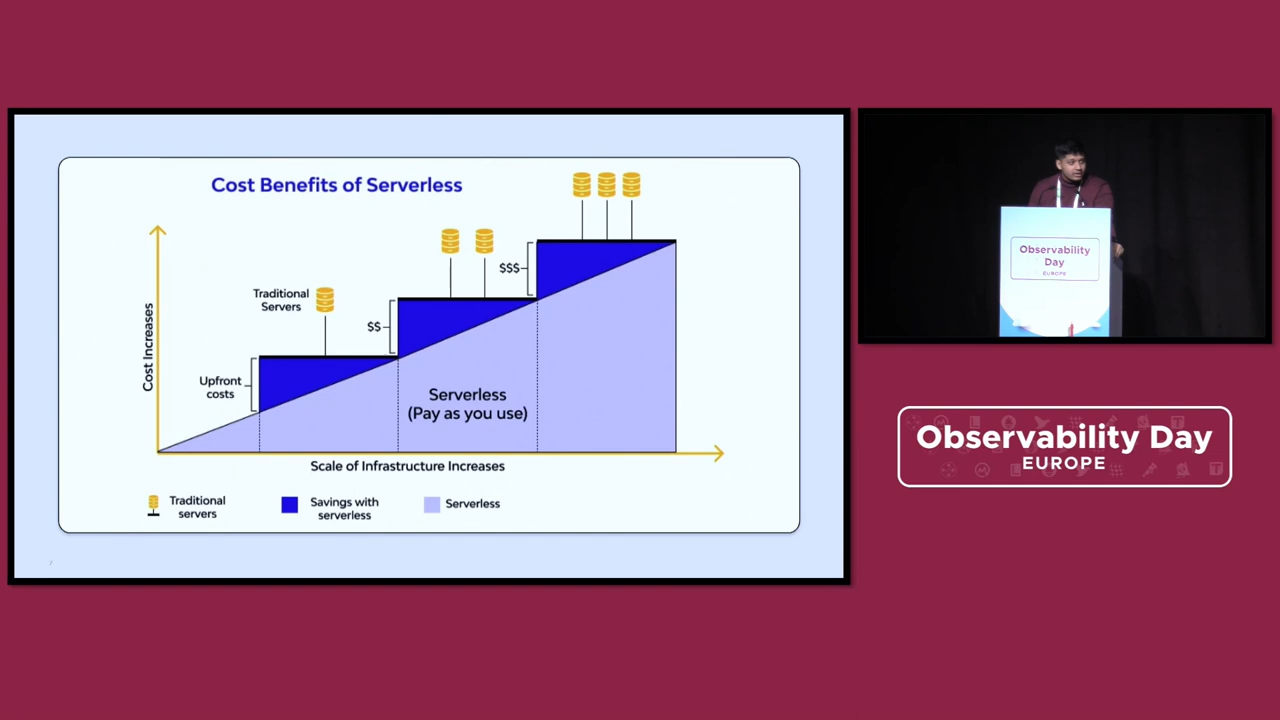 Cost Benefits of Serverless
Traditional
Servers
$$$
$$
Upfront
costs
Cost Increases
Serverless
(Pay as you use)
Scale of Infrastructure Increases
Traditional
servers
Savings with
serverless
Serverless
/
Observability
Day
EUROPE
Observability Day
EUROPE